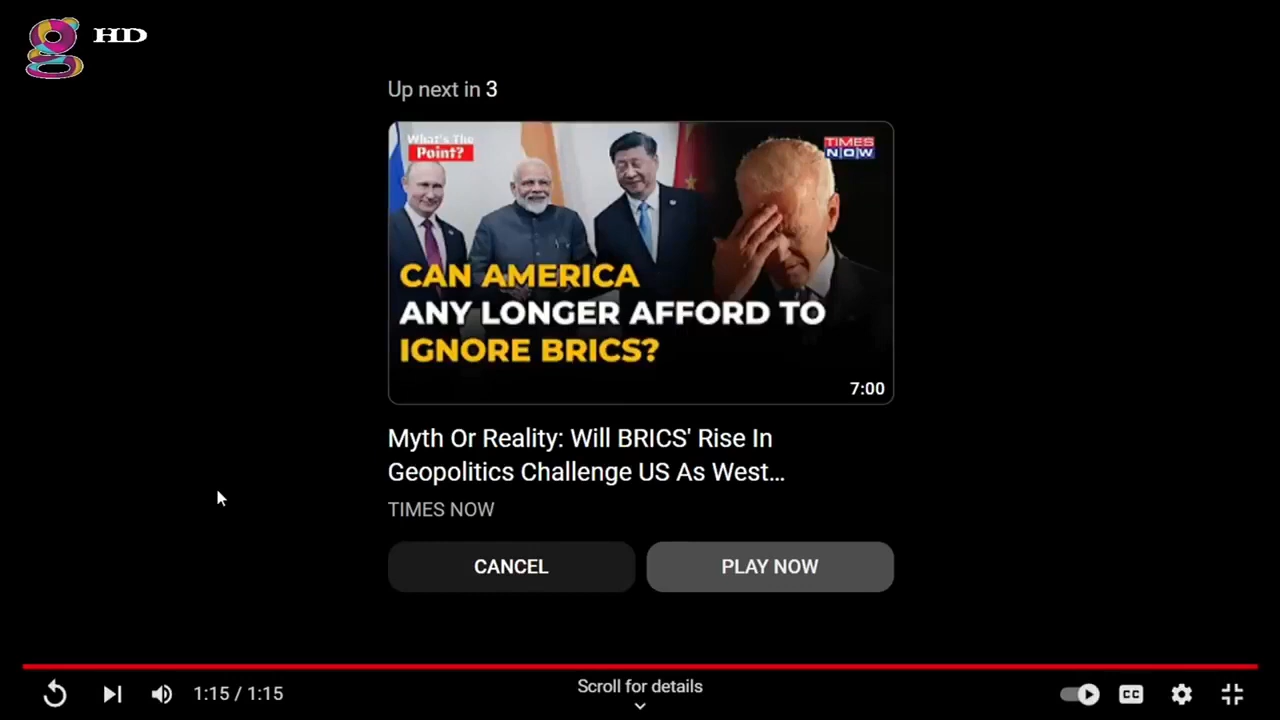 g HD
Up next in 3
What's The
Point?
TIMES
NOW
CAN AMERICA
ANY LONGER AFFORD TO
IGNORE BRICS?
7:00
Myth Or Reality: Will BRICS' Rise In
Geopolitics Challenge US As West...
TIMES NOW
CANCEL
PLAY NOW
1:15 / 1:15
Scroll for details
CC